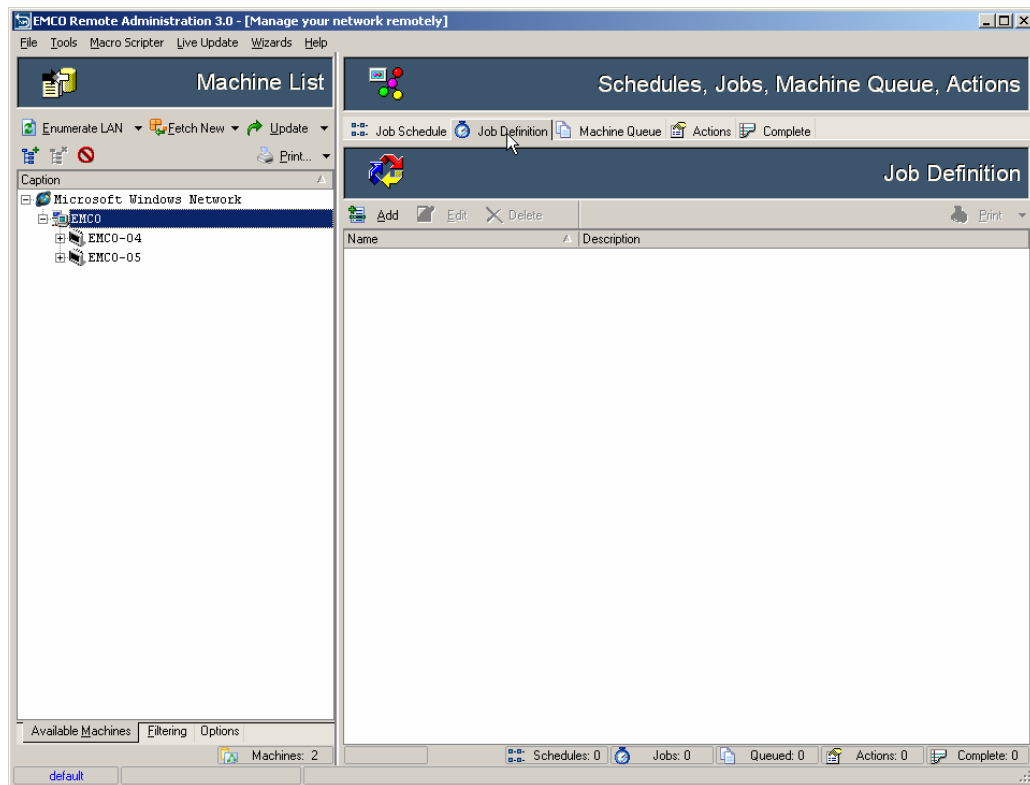 EMCO Remote Administration 3.0 - [Manage your network remotely]
File Tools Macro Scripter Live Update Wizards Help
Machine List
Schedules, Jobs, Machine Queue, Actions
Enumerate LAN Fetch New Update
Job Schedule Job Definition Machine Queue Actions Complete
Print...
Job Definition
Caption
Microsoft Windows Network
Add Edit Delete Print
EMCO
Name Description
EMCO-04
EMCO-05
Available Machines Filtering Options
Machines: 2
Schedules: 0 Jobs: 0 Queued: 0 Actions: 0 Complete: 0
default